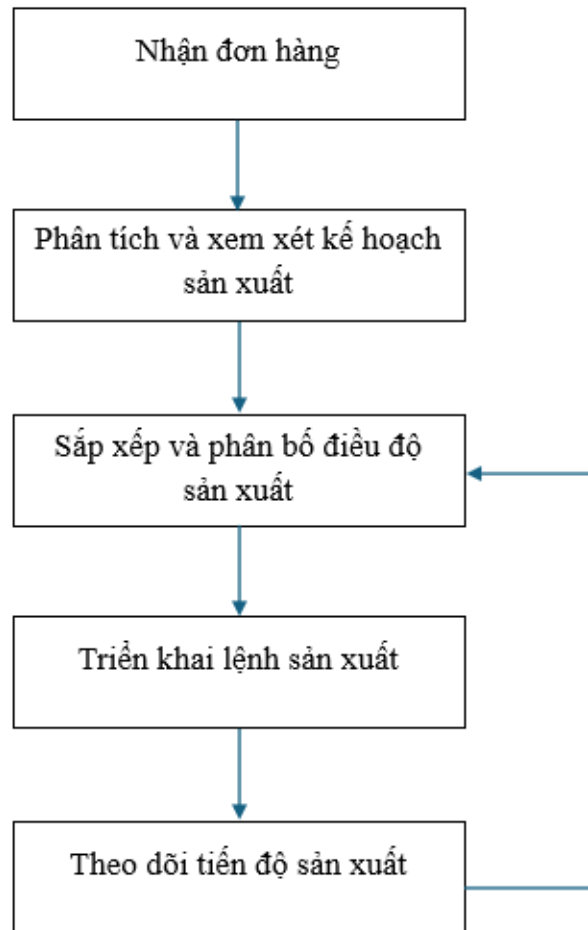 Nhận đơn hàng
Phân tích và xem xét kế hoạch
sản xuất
Sắp xếp và phân bố điều độ
sản xuất
Triển khai lệnh sản xuất
Theo dõi tiến độ sản xuất